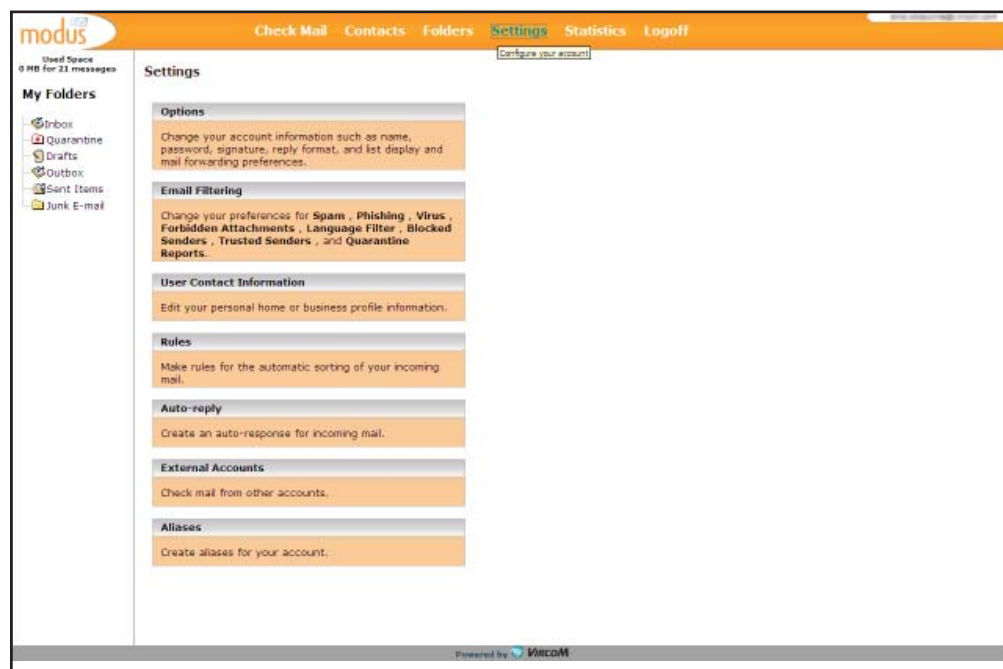 modus
Check Mail Contacts Folders Settings Statistics Logoff
Configure your account
Used Space
0 MB for 21 messages
My Folders
Inbox
Quarantine
Drafts
Outbox
Sent Items
Junk E-mail
Settings
Options
Change your account information such as name,
password, signature, reply format, and list display and
mail forwarding preferences.
Email Filtering
Change your preferences for Spam , Phishing , Virus ,
Forbidden Attachments , Language Filter , Blocked
Senders , Trusted Senders , and Quarantine
Reports.
User Contact Information
Edit your personal home or business profile information.
Rules
Make rules for the automatic sorting of your incoming
mail.
Auto-reply
Create an auto-response for incoming mail.
External Accounts
Check mail from other accounts.
Aliases
Create aliases for your account.
Powered by VIRCOM